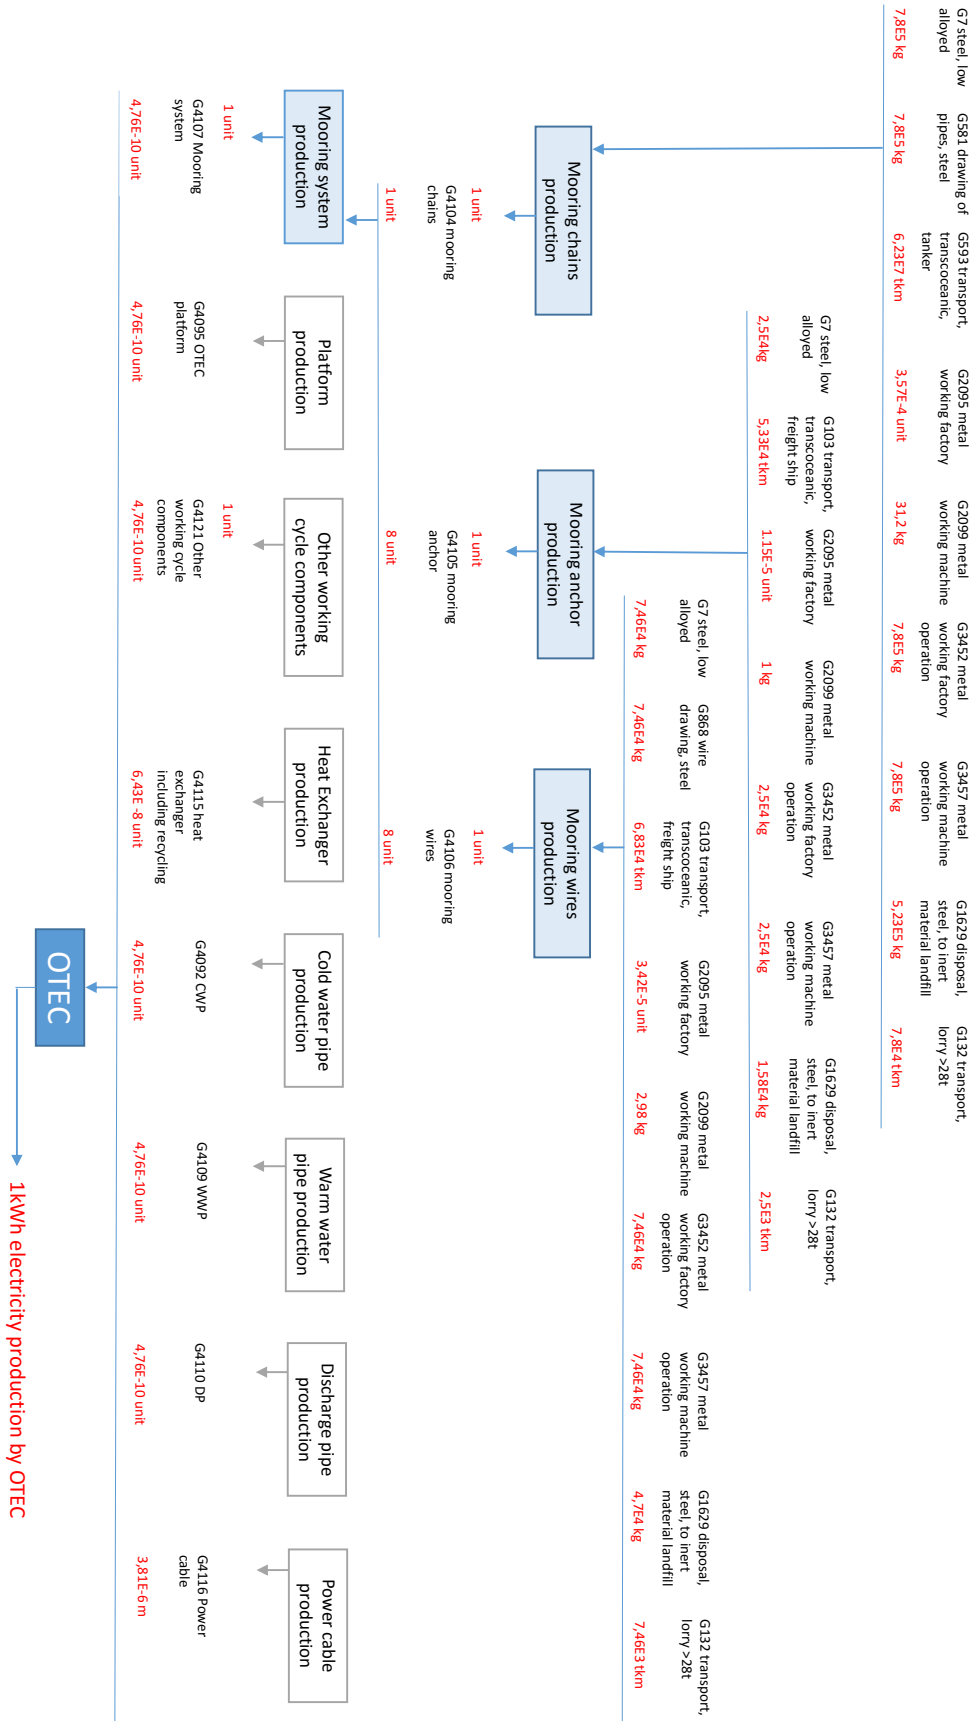 G7 steel, low
alloyed
7,8E5 kg
G581 drawing of
pipes, steel
7,8E5 kg
G593 transport,
transcoceanic,
tanker
6,23E7 tkm
G2095 metal
working factory
3,57E-4 unit
G2099 metal
working machine
31,2 kg
G3452 metal
working factory
operation
7,8E5 kg
G3457 metal
working machine
operation
7,8E5 kg
G1629 disposal,
steel, to inert
material landfill
5,23E5 kg
G132 transport,
lorry >28t
7,8E4 tkm
G7 steel, low
alloyed
2,5E4kg
G103 transport,
transcoceanic,
freight ship
5,33E4 tkm
G2095 metal
working factory
1.15E-5 unit
G2099 metal
working machine
1 kg
G3452 metal
working factory
operation
2,5E4 kg
G3457 metal
working machine
operation
2,5E4 kg
G1629 disposal,
steel, to inert
material landfill
1,58E4 kg
G132 transport,
lorry >28t
2,5E3 tkm
G7 steel, low
alloyed
7,46E4 kg
G868 wire
drawing, steel
7,46E4 kg
G103 transport,
transcoceanic,
freight ship
6,83E4 tkm
G2095 metal
working factory
3,42E-5 unit
G2099 metal
working machine
2,98 kg
G3452 metal
working factory
operation
7,46E4 kg
G3457 metal
working machine
operation
7,46E4 kg
G1629 disposal,
steel, to inert
material landfill
4,7E4 kg
G132 transport,
lorry >28t
7,46E3 tkm
Mooring chains
production
Mooring anchor
production
Mooring wires
production
1 unit
G4104 mooring
chains
1 unit
1 unit
G4105 mooring
anchor
8 unit
1 unit
G4106 mooring
wires
8 unit
Mooring system
production
Platform
production
Other working
cycle components
Heat Exchanger
production
Cold water pipe
production
Warm water
pipe production
Discharge pipe
production
Power cable
production
1 unit
G4107 Mooring
system
4,76E-10 unit
G4095 OTEC
platform
4,76E-10 unit
1 unit
G4121 Other
working cycle
components
4,76E-10 unit
G4115 heat
exchanger
including recycling
6,43E -8 unit
G4092 CWP
4,76E-10 unit
G4109 WWP
4,76E-10 unit
G4110 DP
4,76E-10 unit
G4116 Power
cable
3,81E-6 m
OTEC
1kWh electricity production by OTEC